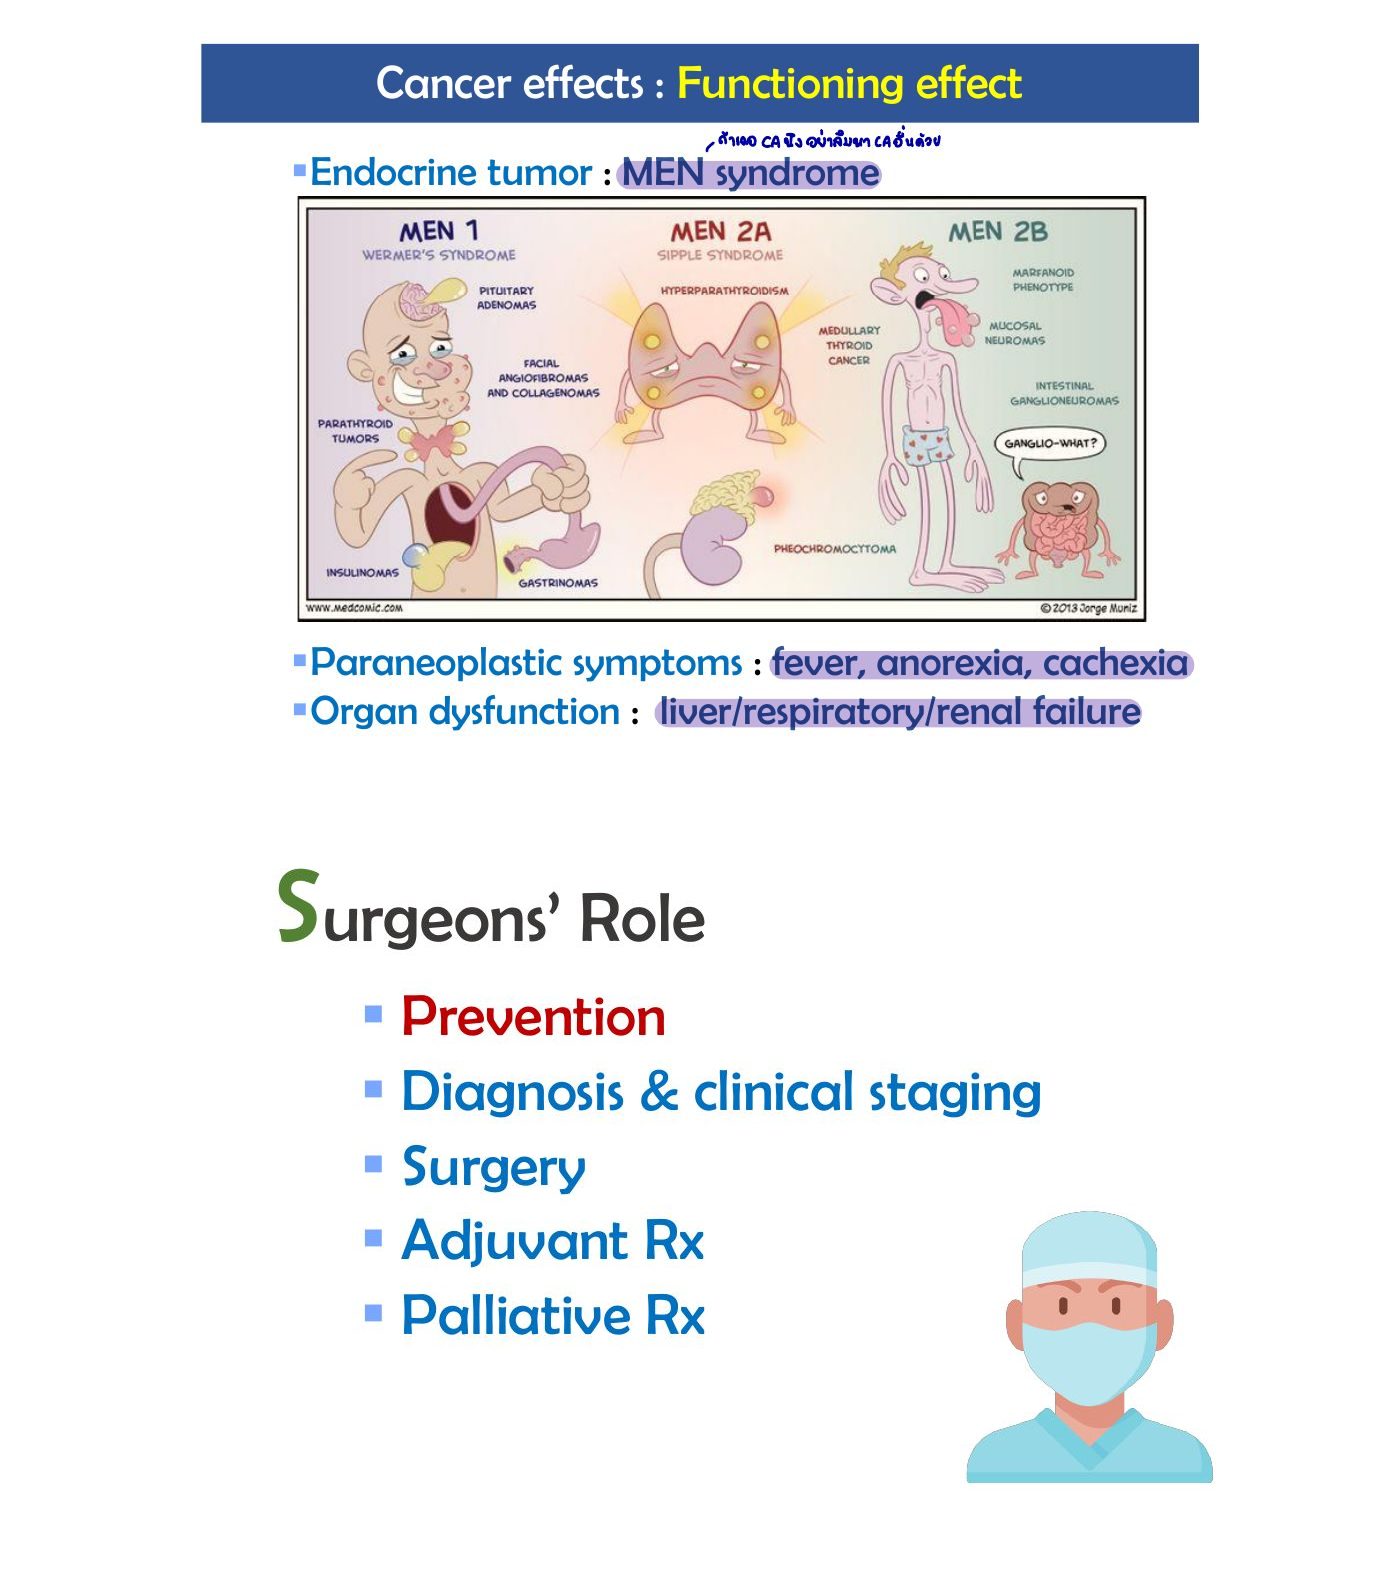 Cancer effects : Functioning effect
ถ้าเจอ CA นึง อย่าลืมหา CA อื่นด้วย
▪Endocrine tumor : MEN syndrome
MEN 1
WERMER'S SYNDROME
PITUITARY
ADENOMAS
FACIAL
ANGIOFIBROMAS
AND COLLAGENOMAS
PARATHYROID
TUMORS
INSULINOMAS
GASTRINOMAS
MEN 2A
SIPPLE SYNDROME
HYPERPARATHYROIDISM
MEDULLARY
THYROID
CANCER
PHEOCHROMOCYTOMA
MEN 2B
MARFANOID
PHENOTYPE
MUCOSAL
NEUROMAS
INTESTINAL
GANGLIONEUROMAS
GANGLIO-WHAT?
www.medcomic.com
© 2013 Jorge Muniz
▪Paraneoplastic symptoms : fever, anorexia, cachexia
▪Organ dysfunction : liver/respiratory/renal failure
Surgeons' Role
▪ Prevention
▪ Diagnosis & clinical staging
▪ Surgery
▪ Adjuvant Rx
▪ Palliative Rx